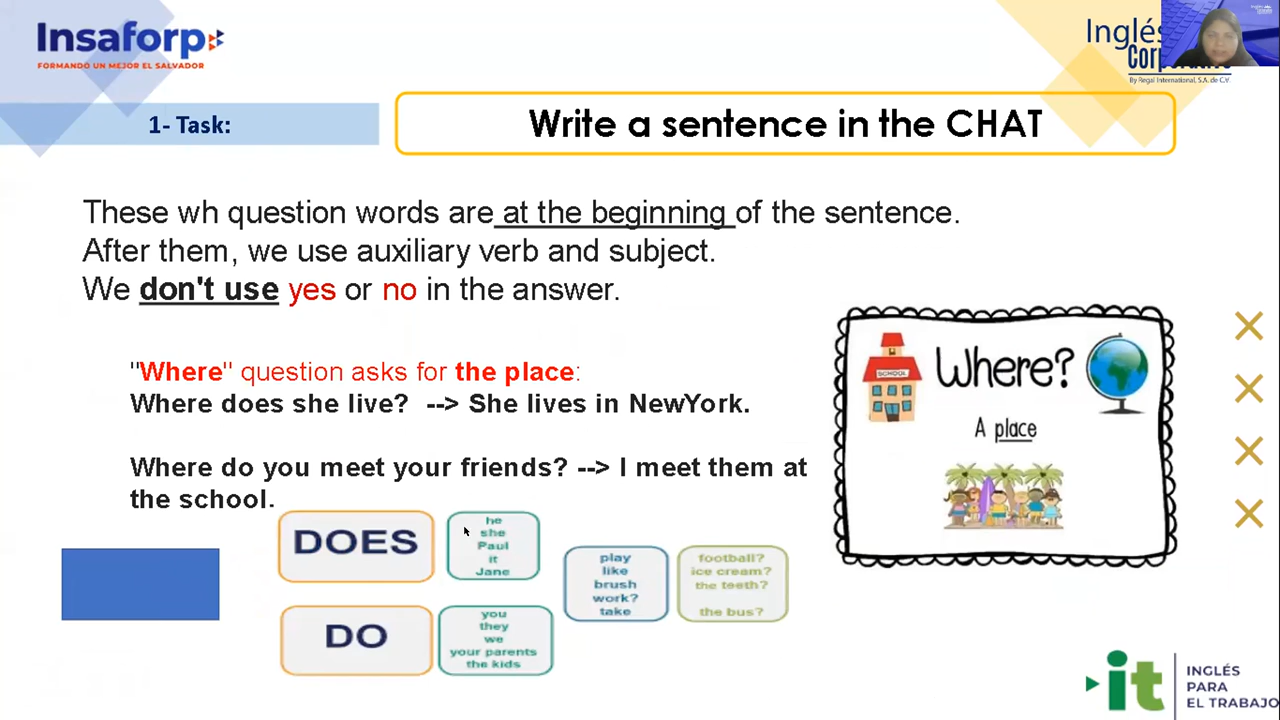 Insaforp
FORMANDO UN MEJOR EL SALVADOR
Inglés
By Regal International, S.A. de C.V.
1- Task:
Write a sentence in the CHAT
These wh question words are at the beginning of the sentence.
After them, we use auxiliary verb and subject.
We don't use yes or no in the answer.
"Where" question asks for the place:
Where does she live? --> She lives in NewYork.
Where do you meet your friends? --> I meet them at
the school.
SCHOOL
Where?
A place
DOES
he
she
Paul
it
Jane
DO
you
they
we
your parents
the kids
play
like
brush
work?
take
football?
ice cream?
the teeth?
the bus?
it
INGLÉS
PARA
EL TRABAJO